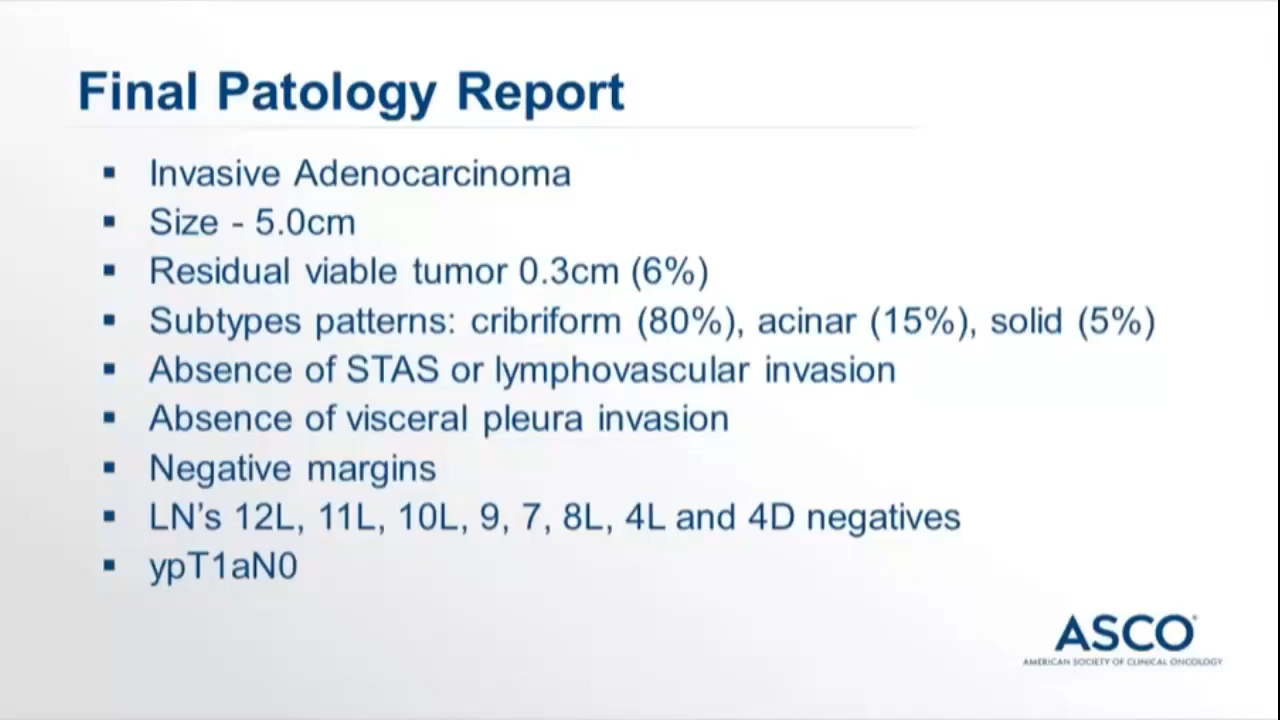 Final Patology Report
▪ Invasive Adenocarcinoma
▪ Size - 5.0cm
▪ Residual viable tumor 0.3cm (6%)
▪ Subtypes patterns: cribriform (80%), acinar (15%), solid (5%)
▪ Absence of STAS or lymphovascular invasion
▪ Absence of visceral pleura invasion
▪ Negative margins
▪ LN’s 12L, 11L, 10L, 9, 7, 8L, 4L and 4D negatives
▪ ypT1aN0
ASCO®
AMERICAN SOCIETY OF CLINICAL ONCOLOGY